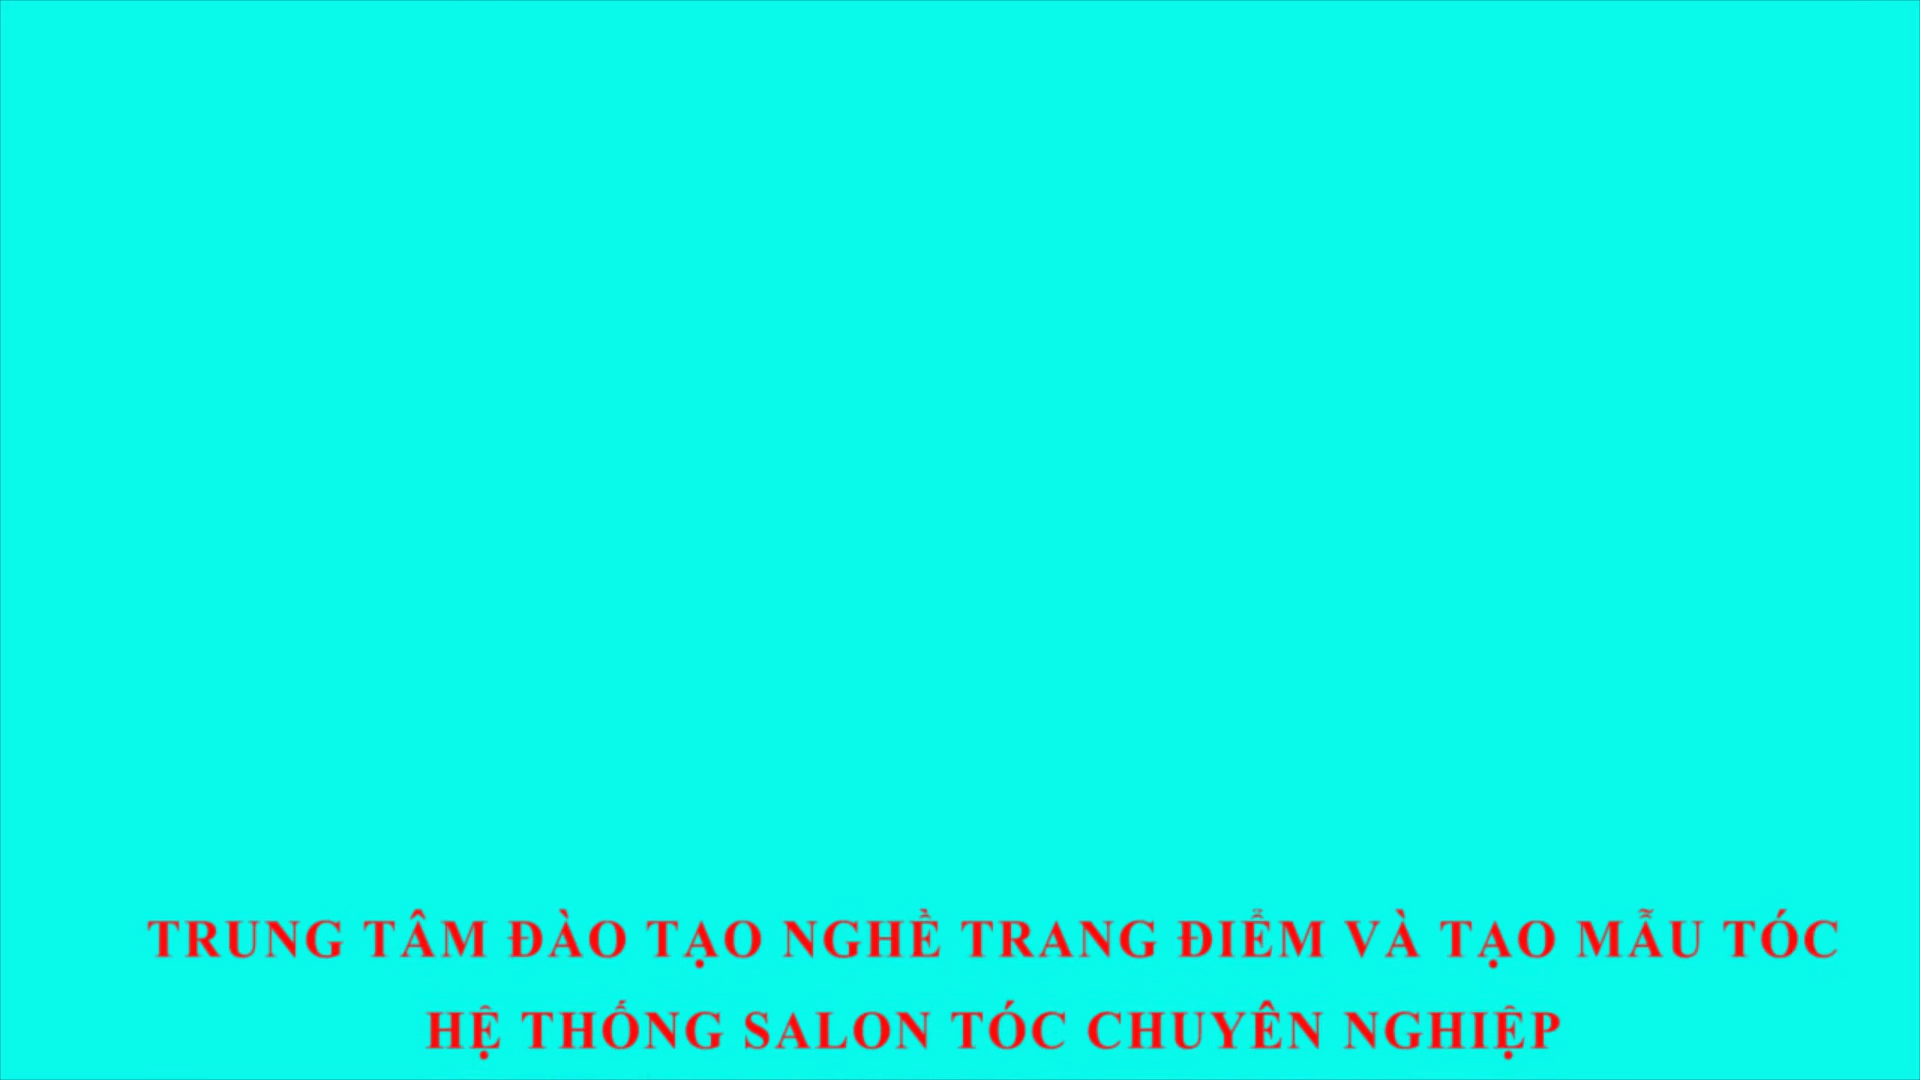 TRUNG TÂM ĐÀO TẠO NGHỀ TRANG ĐIỂM VÀ TẠO MẪU TÓC
HỆ THỐNG SALON TÓC CHUYÊN NGHIỆP